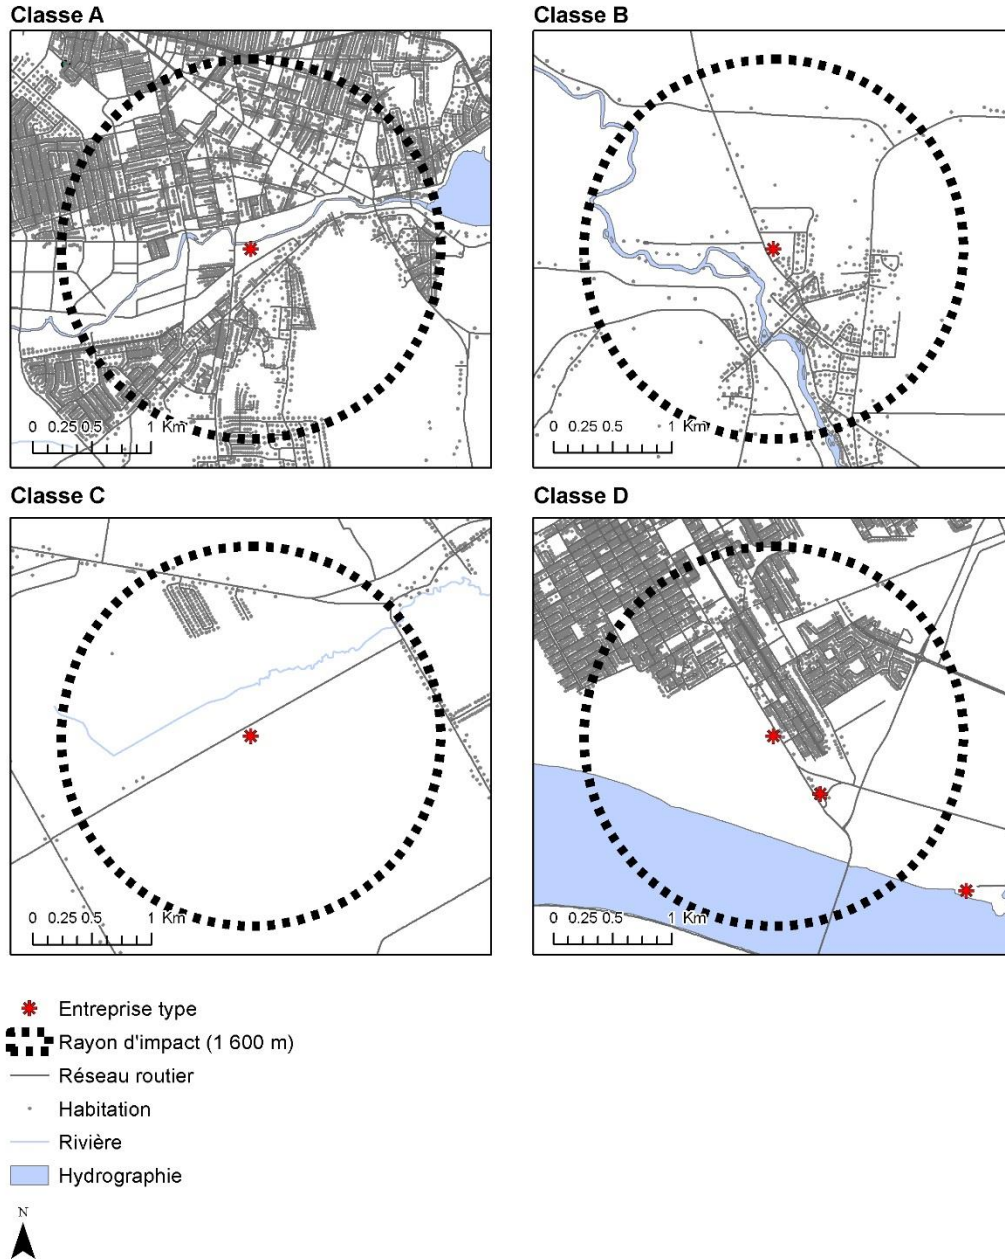 Classe A
Classe B
0 0.25 0.5 1 Km
0 0.25 0.5 1 Km
Classe C
Classe D
0 0.25 0.5 1 Km
0 0.25 0.5 1 Km
Entreprise type
Rayon d'impact (1 600 m)
Réseau routier
Habitation
Rivière
Hydrographie
N